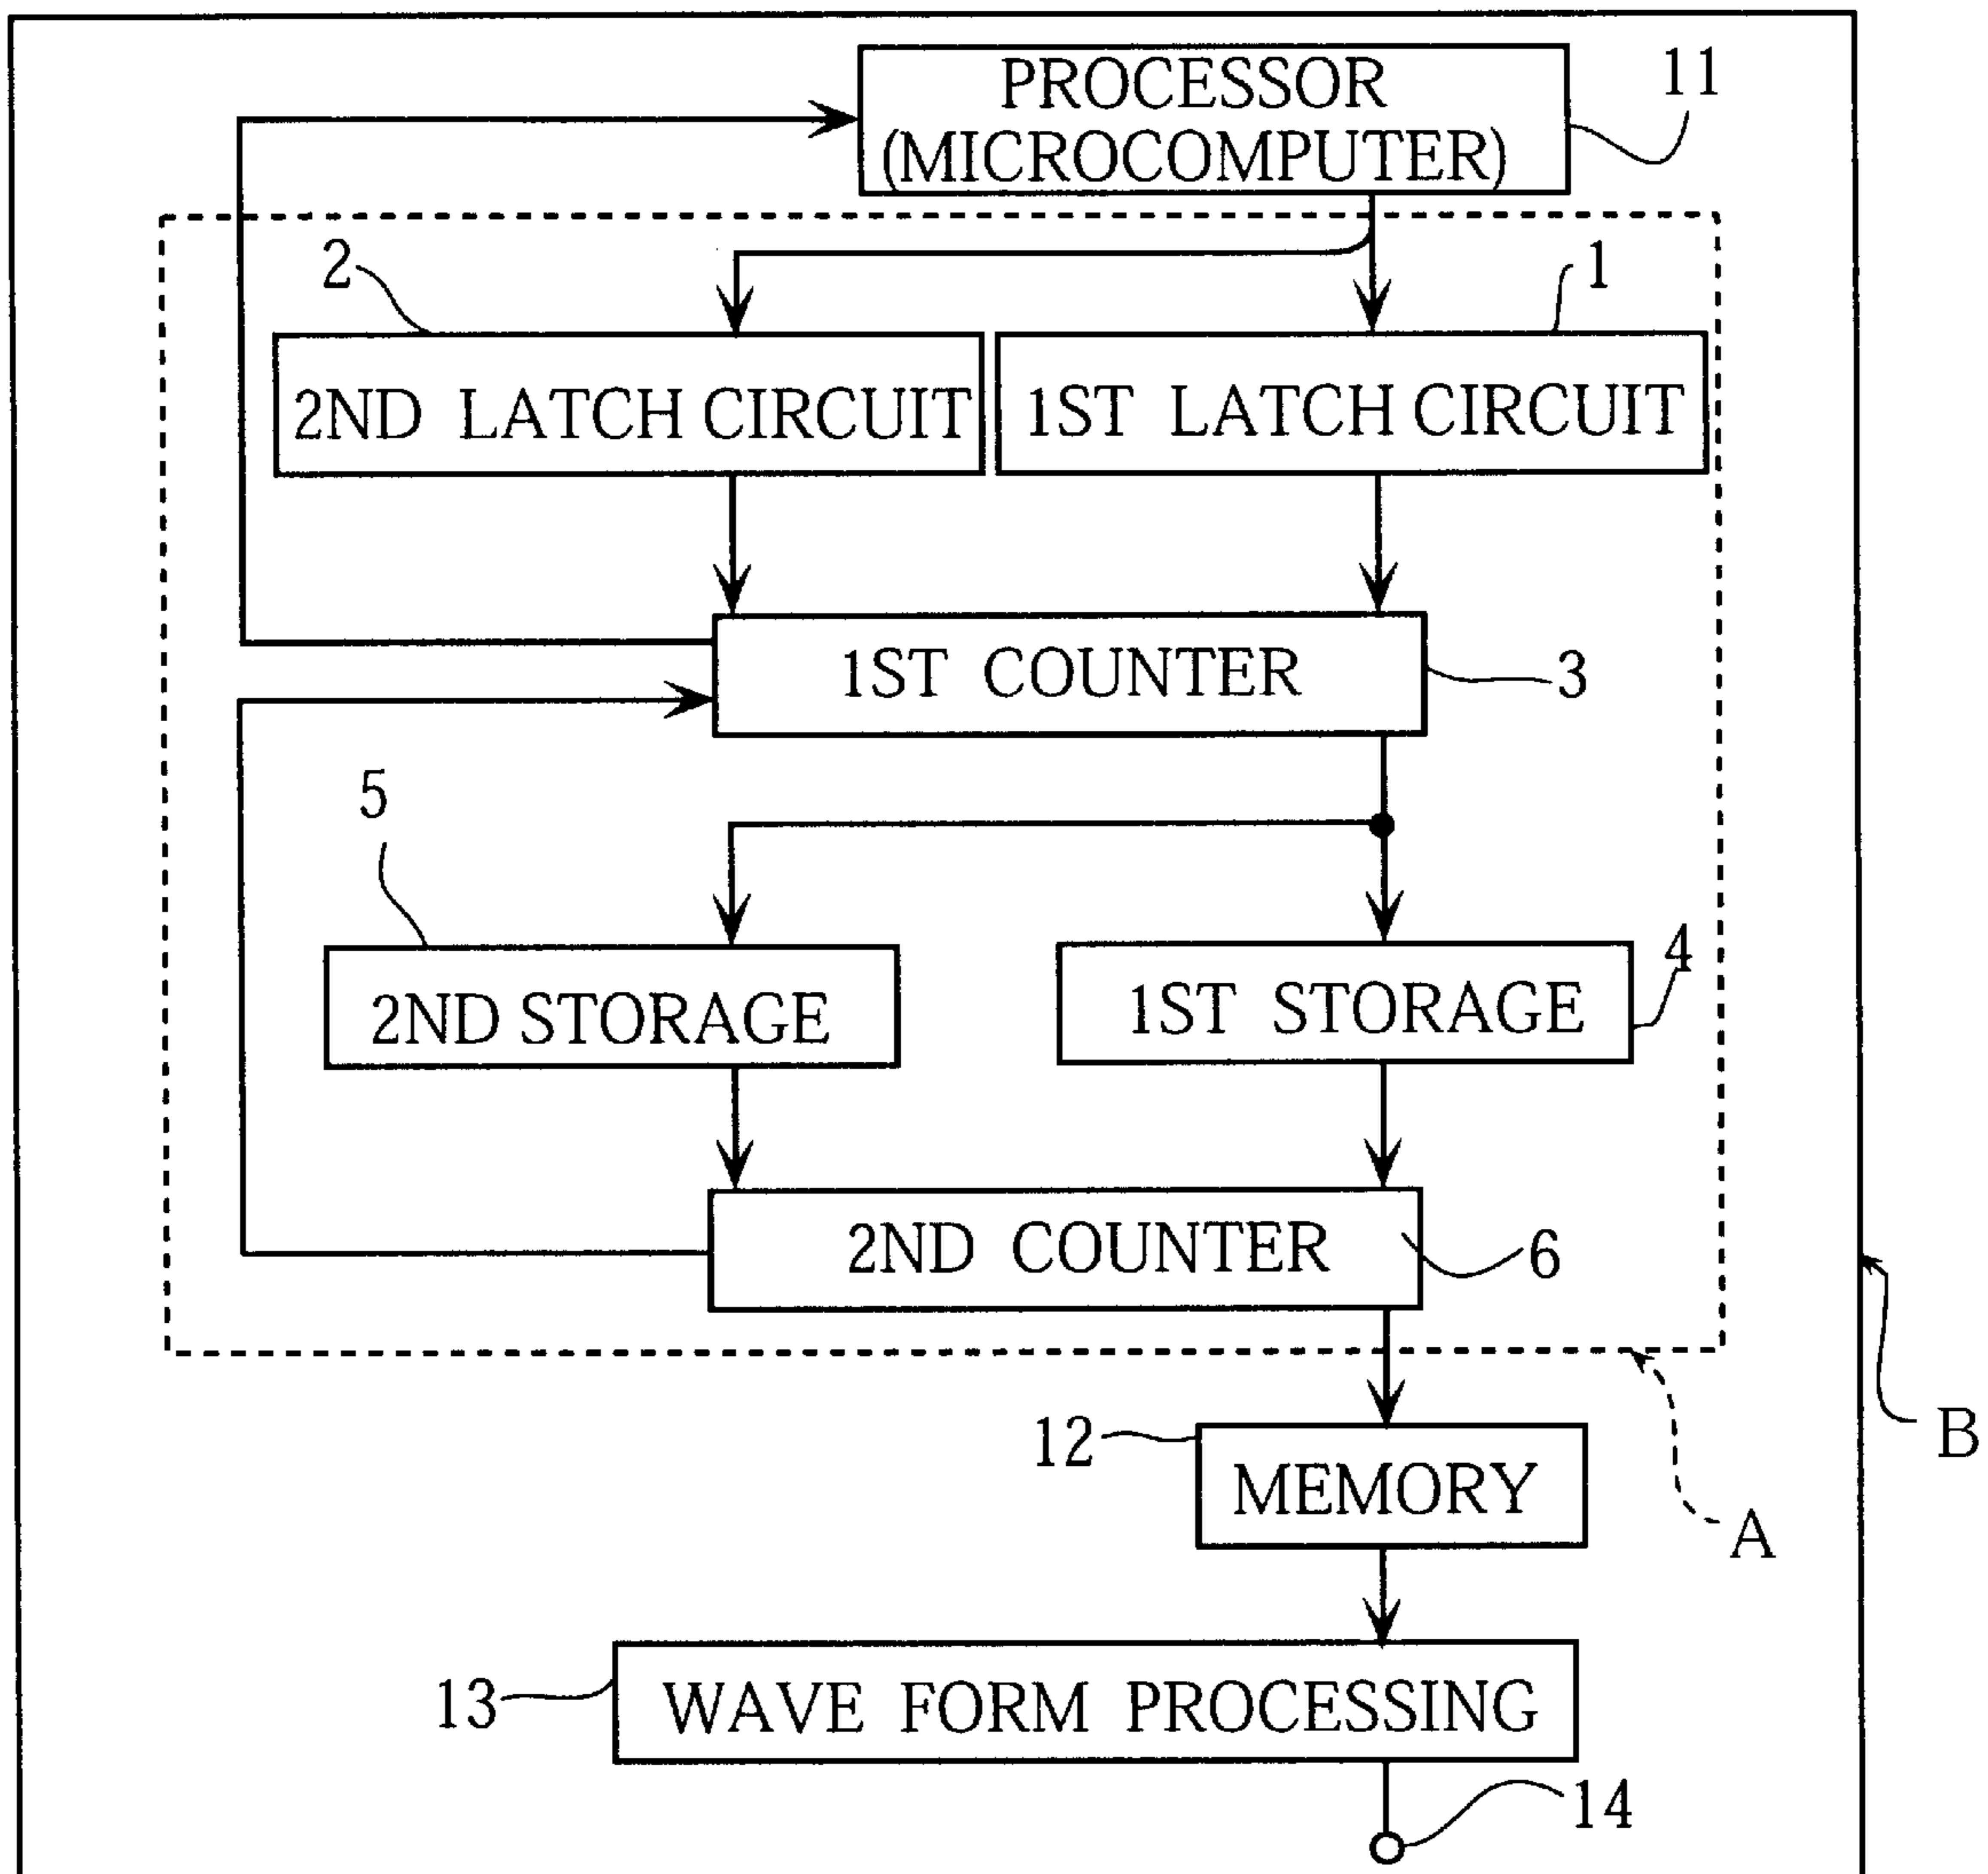 PROCESSOR
(MICROCOMPUTER)
11
2
1
2ND LATCH CIRCUIT
1ST LATCH CIRCUIT
1ST COUNTER
3
5
2ND STORAGE
1ST STORAGE
4
2ND COUNTER
6
12
MEMORY
B
A
13
WAVE FORM PROCESSING
14